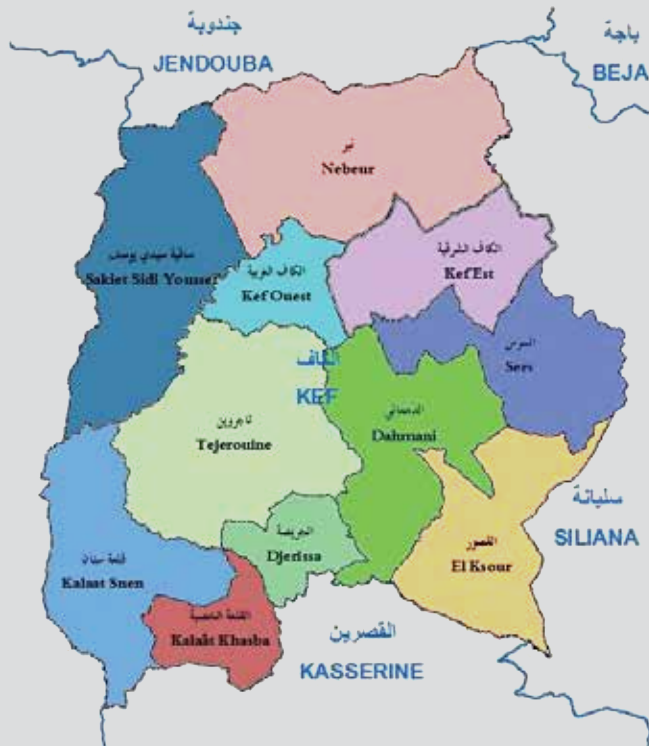 جندوبة
JENDOUBA
باجة
BEJA
نبر
Nebeur
ساقية سيدي يوسف
Sakiet Sidi Youssef
الكاف الغربية
Kef Ouest
الكاف الشرقية
Kef Est
السرس
Sers
الكاف
KEF
تاجروين
Tejerouine
الدهماني
Dahmani
سليانة
SILIANA
القصور
El Ksour
الجريصة
Djerissa
قلعة سنان
Kalaat Snen
القلعة الخصبة
Kalaât Khasba
القصرين
KASSERINE